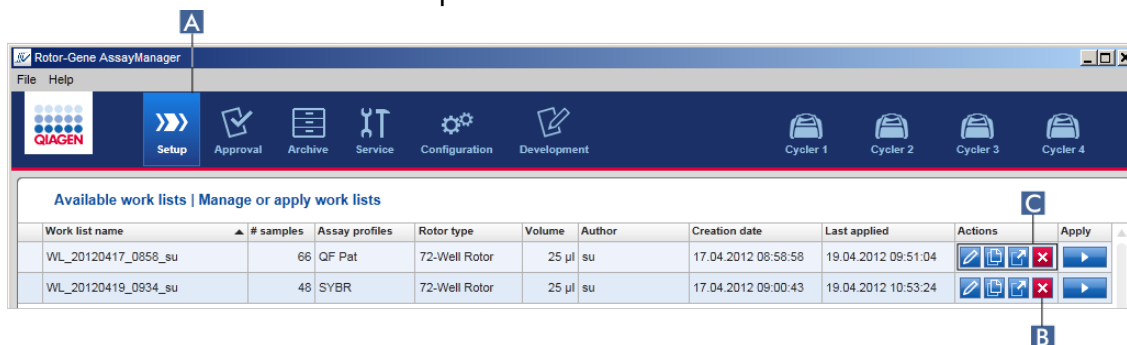 A
Rotor-Gene AssayManager
File Help
QIAGEN Setup Approval Archive Service Configuration Development Cycler 1 Cycler 2 Cycler 3 Cycler 4
Available work lists | Manage or apply work lists
C
Work list name # samples Assay profiles Rotor type Volume Author Creation date Last applied Actions Apply
WL_20120417_0858_su 66 QF Pat 72-Well Rotor 25 µl su 17.04.2012 08:58:58 19.04.2012 09:51:04
WL_20120419_0934_su 48 SYBR 72-Well Rotor 25 µl su 17.04.2012 09:00:43 19.04.2012 10:53:24
B